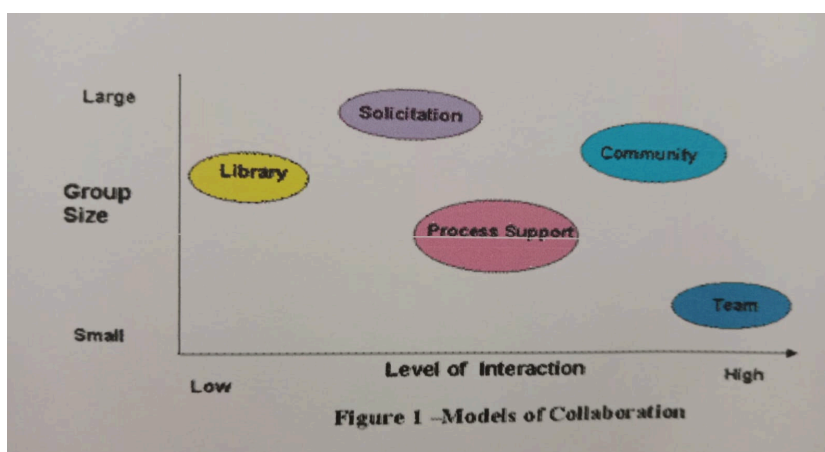 Large
Solicitation
Community
Library
Group
Size
Process Support
Team
Small
Level of Interaction
High
Low
Figure 1 –Models of Collaboration